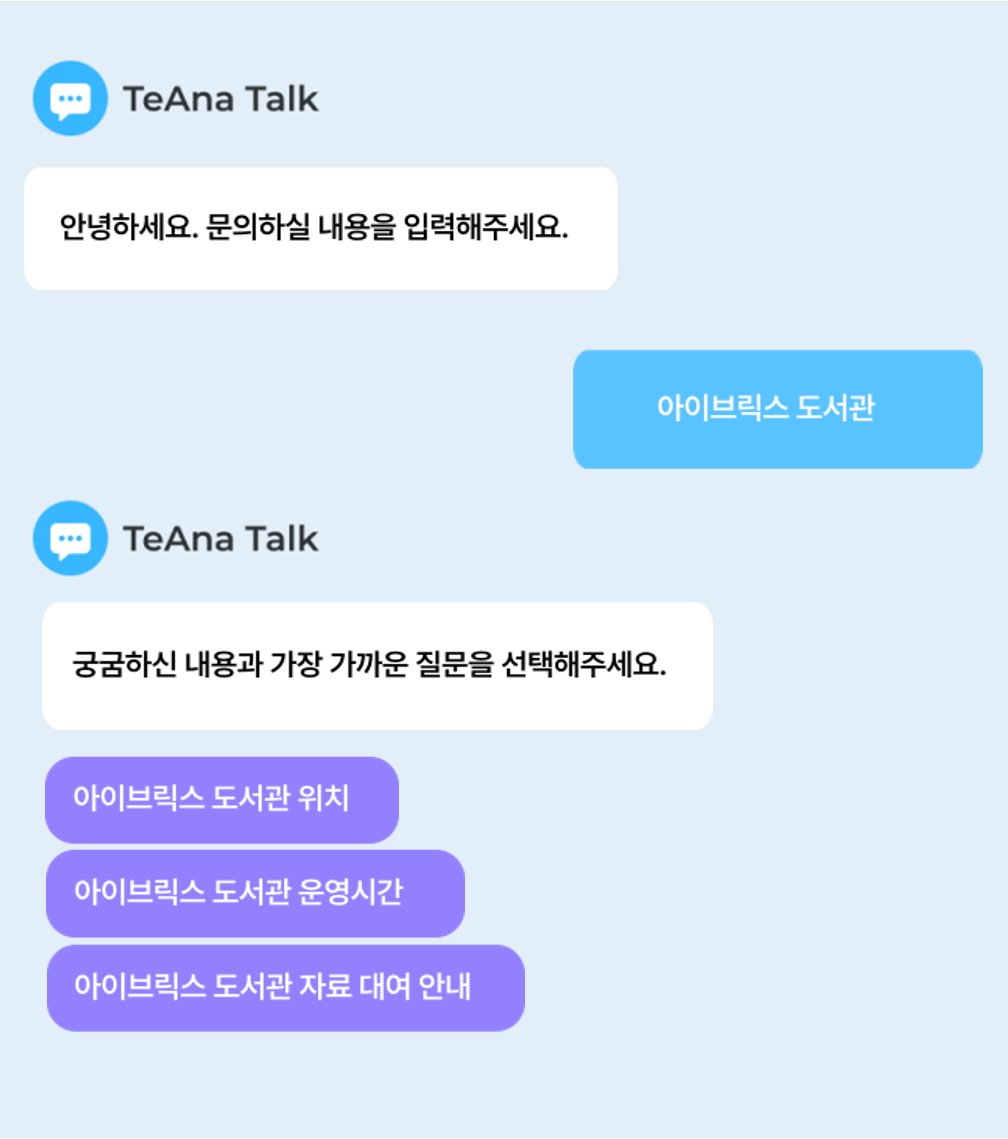 TeAna Talk
안녕하세요. 문의하실 내용을 입력해주세요.
아이브릭스 도서관
TeAna Talk
궁굼하신 내용과 가장 가까운 질문을 선택해주세요.
아이브릭스 도서관 위치
아이브릭스 도서관 운영시간
아이브릭스 도서관 자료 대여 안내